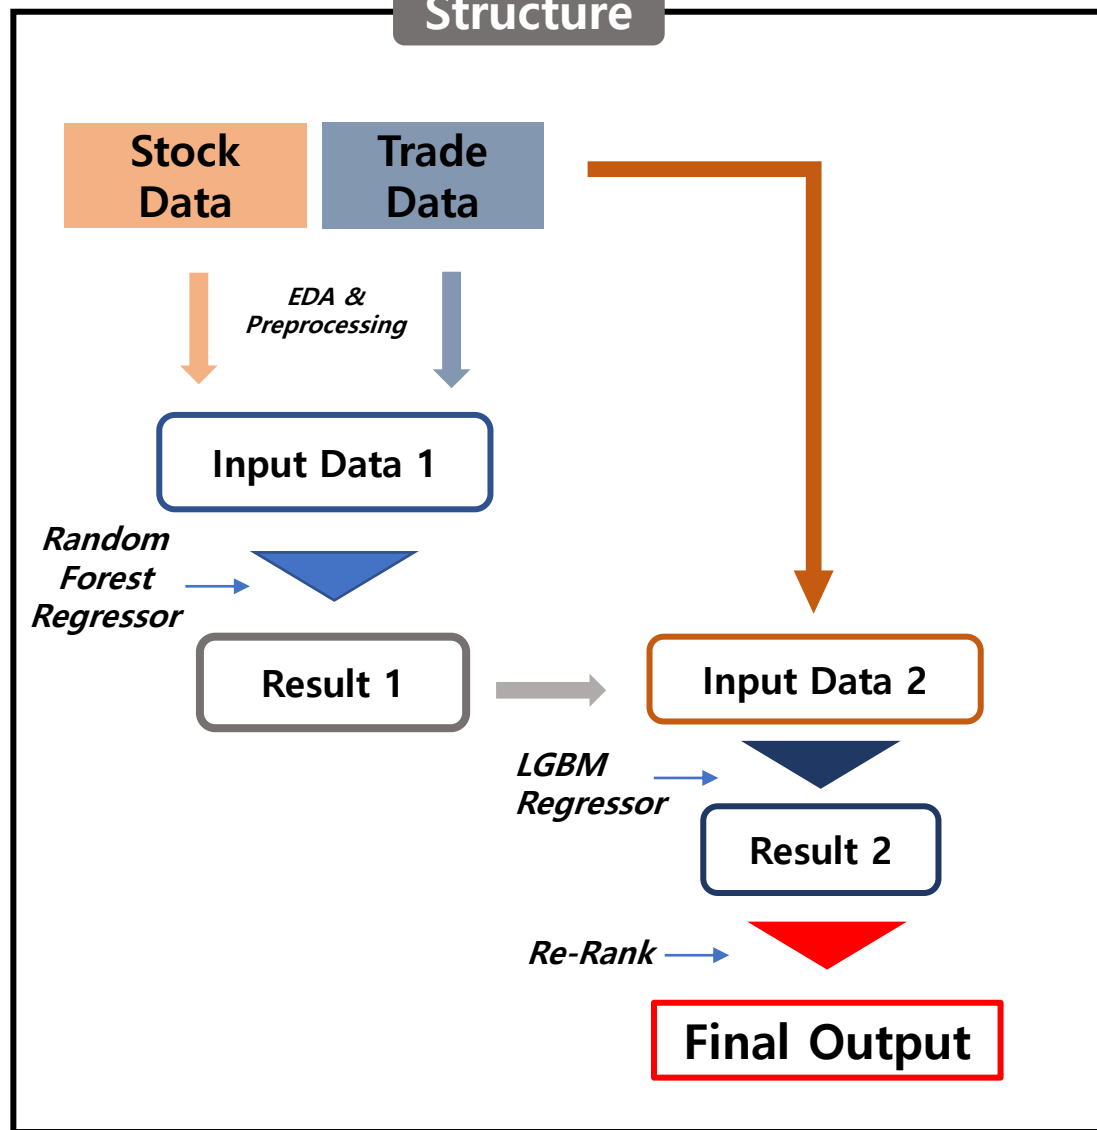 Structure
Stock
Data
Trade
Data
EDA &
Preprocessing
Input Data 1
Random
Forest
Regressor
Result 1
Input Data 2
LGBM
Regressor
Result 2
Re-Rank
Final Output